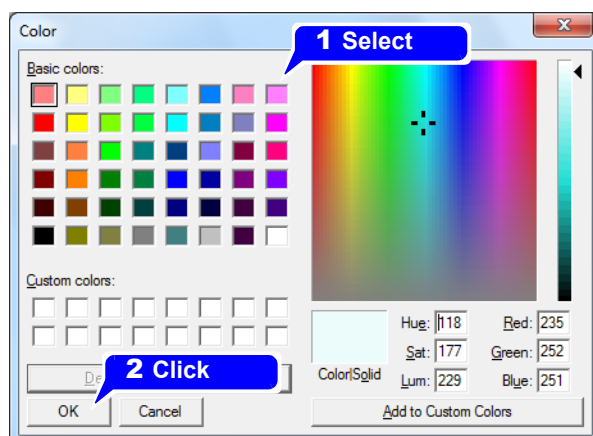 Color
1 Select
Basic colors:
Custom colors:
2 Click
OK
Cancel
Color|Solid
Hue: 118
Sat: 177
Lum: 229
Red: 235
Green: 252
Blue: 251
Add to Custom Colors